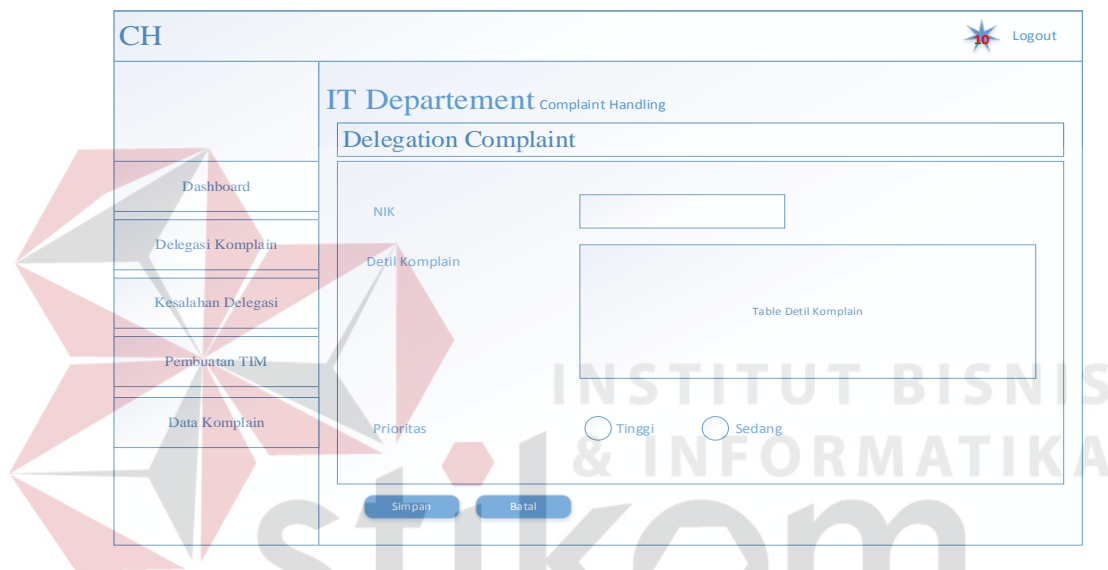 CH
10
Logout
IT Departement Complaint Handling
Delegation Complaint
Dashboard
Delegasi Komplain
Kesalahan Delegasi
Pembuatan TIM
Data Komplain
NIK
Detil Komplain
Table Detil Komplain
Prioritas
Tinggi
Sedang
Simpan
Batal
INSTITUT BISNIS
& INFORMATIKA
stikom